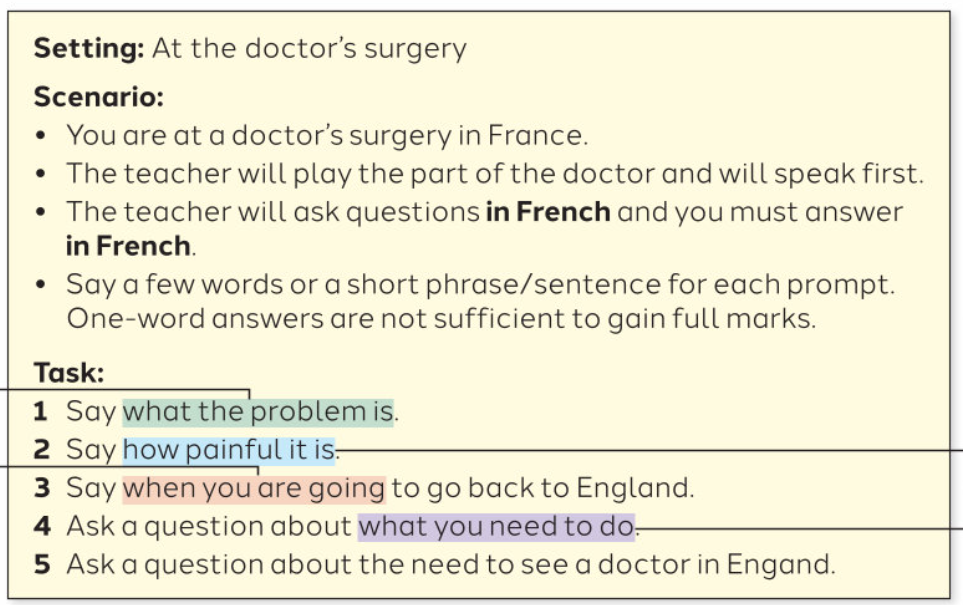 Setting: At the doctor's surgery
Scenario:
• You are at a doctor's surgery in France.
• The teacher will play the part of the doctor and will speak first.
• The teacher will ask questions in French and you must answer
in French.
• Say a few words or a short phrase/sentence for each prompt.
One-word answers are not sufficient to gain full marks.
Task:
1 Say what the problem is.
2 Say how painful it is.
3 Say when you are going to go back to England.
4 Ask a question about what you need to do.
5 Ask a question about the need to see a doctor in Engand.